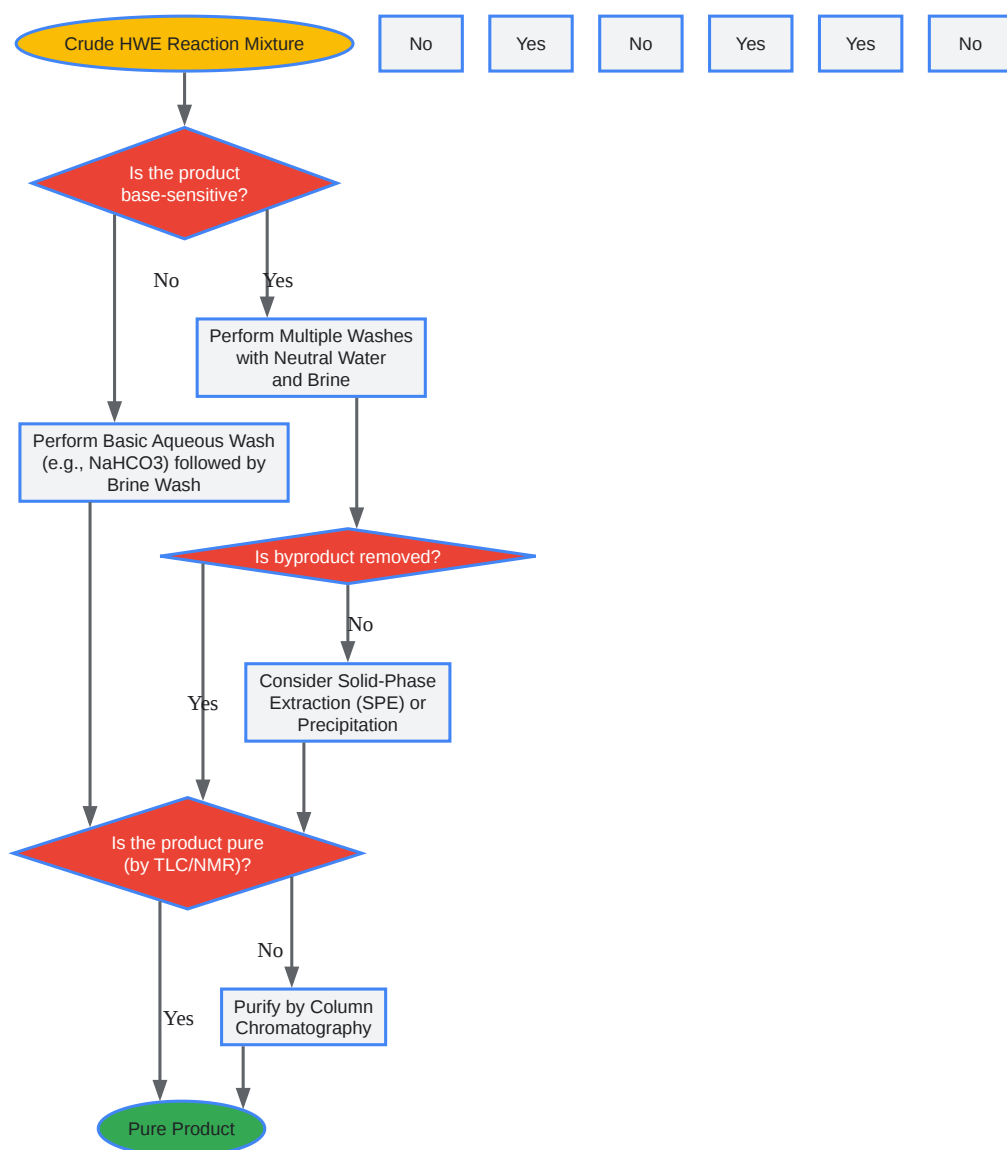 Crude HWE Reaction Mixture
No
Yes
No
Yes
Yes
No
Is the product
base-sensitive?
No
Yes
Perform Multiple Washes
with Neutral Water
and Brine
Perform Basic Aqueous Wash
(e.g., NaHCO3) followed by
Brine Wash
Is byproduct removed?
No
Consider Solid-Phase
Extraction (SPE) or
Precipitation
Yes
Is the product pure
(by TLC/NMR)?
No
Purify by Column
Chromatography
Yes
Pure Product